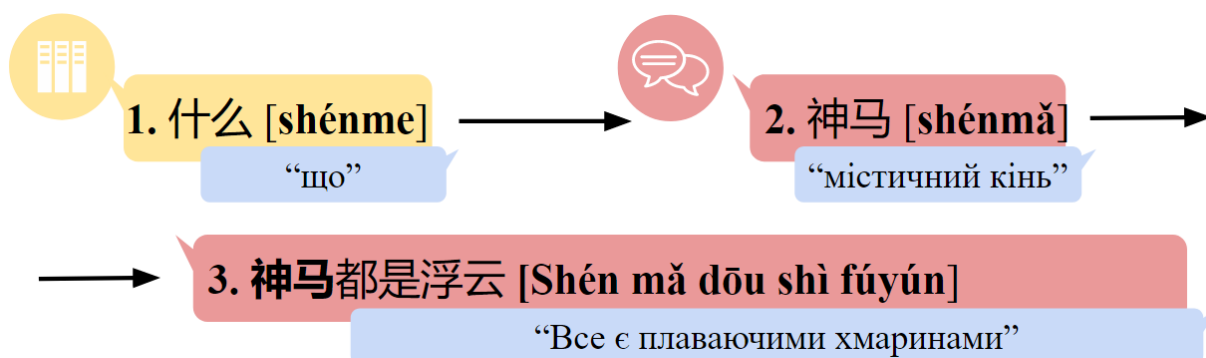 1. 什么 [shénme]
“що”
2. 神马 [shénmǎ]
“містичний кінь”
3. 神马都是浮云 [Shén mǎ dōu shì fúyún]
“Все є плаваючими хмаринами”